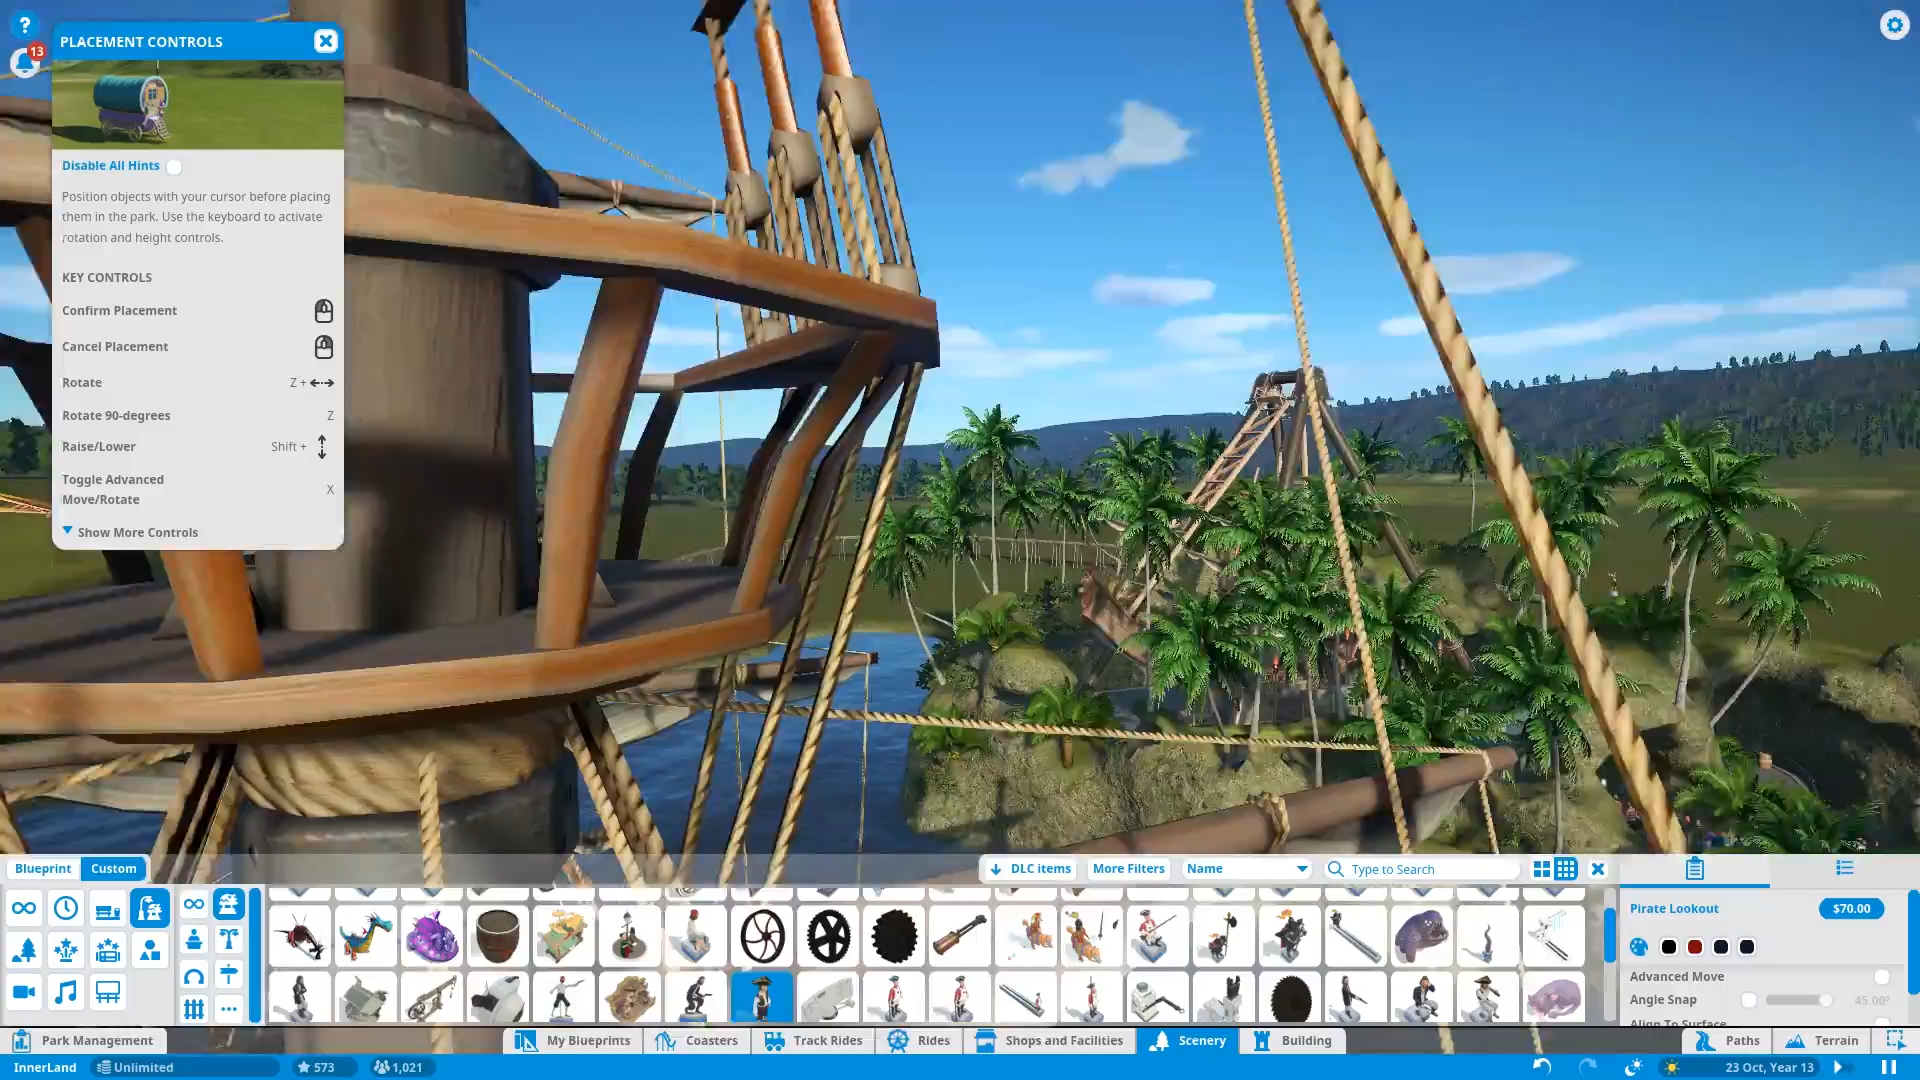 ?
13
PLACEMENT CONTROLS
Disable All Hints
Position objects with your cursor before placing
them in the park. Use the keyboard to activate
rotation and height controls.
KEY CONTROLS
Confirm Placement
Cancel Placement
Rotate Z +
Rotate 90-degrees Z
Raise/Lower Shift +
Toggle Advanced
Move/Rotate X
Show More Controls
Blueprint Custom
DLC items More Filters Name Type to Search
Pirate Lookout $70.00
Advanced Move
Angle Snap 45.00°
Align To Surface
Park Management My Blueprints Coasters Track Rides Rides Shops and Facilities Scenery Building Paths Terrain
InnerLand Unlimited 573 1,021 23 Oct, Year 13